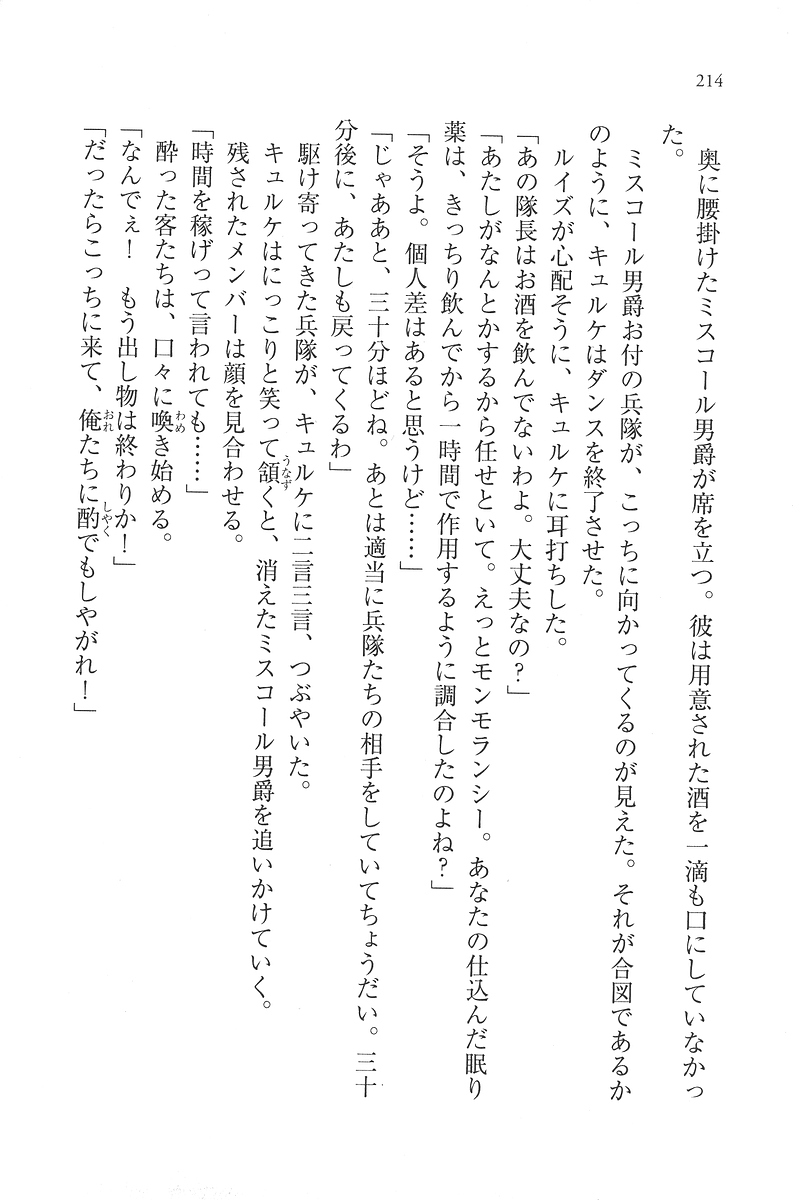 214
奥に腰掛けたミスコール男爵が席を立つ。彼は用意された酒を一滴も口にしていなかっ
た。
ミスコール男爵お付の兵隊が、こっちに向かってくるのが見えた。それが合図であるか
のように、キュルケはダンスを終了させた。
ルイズが心配そうに、キュルケに耳打ちした。
「あの隊長はお酒を飲んでないわよ。大丈夫なの?」
「あたしがなんとかするから任せといて。えっとモンモランシー。あなたの仕込んだ眠り
薬は、きっちり飲んでから一時間で作用するように調合したのよね?」
「そうよ。個人差はあると思うけど……」
「じゃああと、三十分ほどね。あとは適当に兵隊たちの相手をしていてちょうだい。三十
分後に、あたしも戻ってくるわ」
駆け寄ってきた兵隊が、キュルケに二言三言、つぶやいた。
キュルケはにっこりと笑って頷くと、消えたミスコール男爵を追いかけていく。
残されたメンバーは顔を見合わせる。
「時間を稼げって言われても……」
酔った客たちは、口々に喚き始める。
「なんでぇ! もう出し物は終わりか!」
「だったらこっちに来て、俺たちに酌でもしやがれ!」